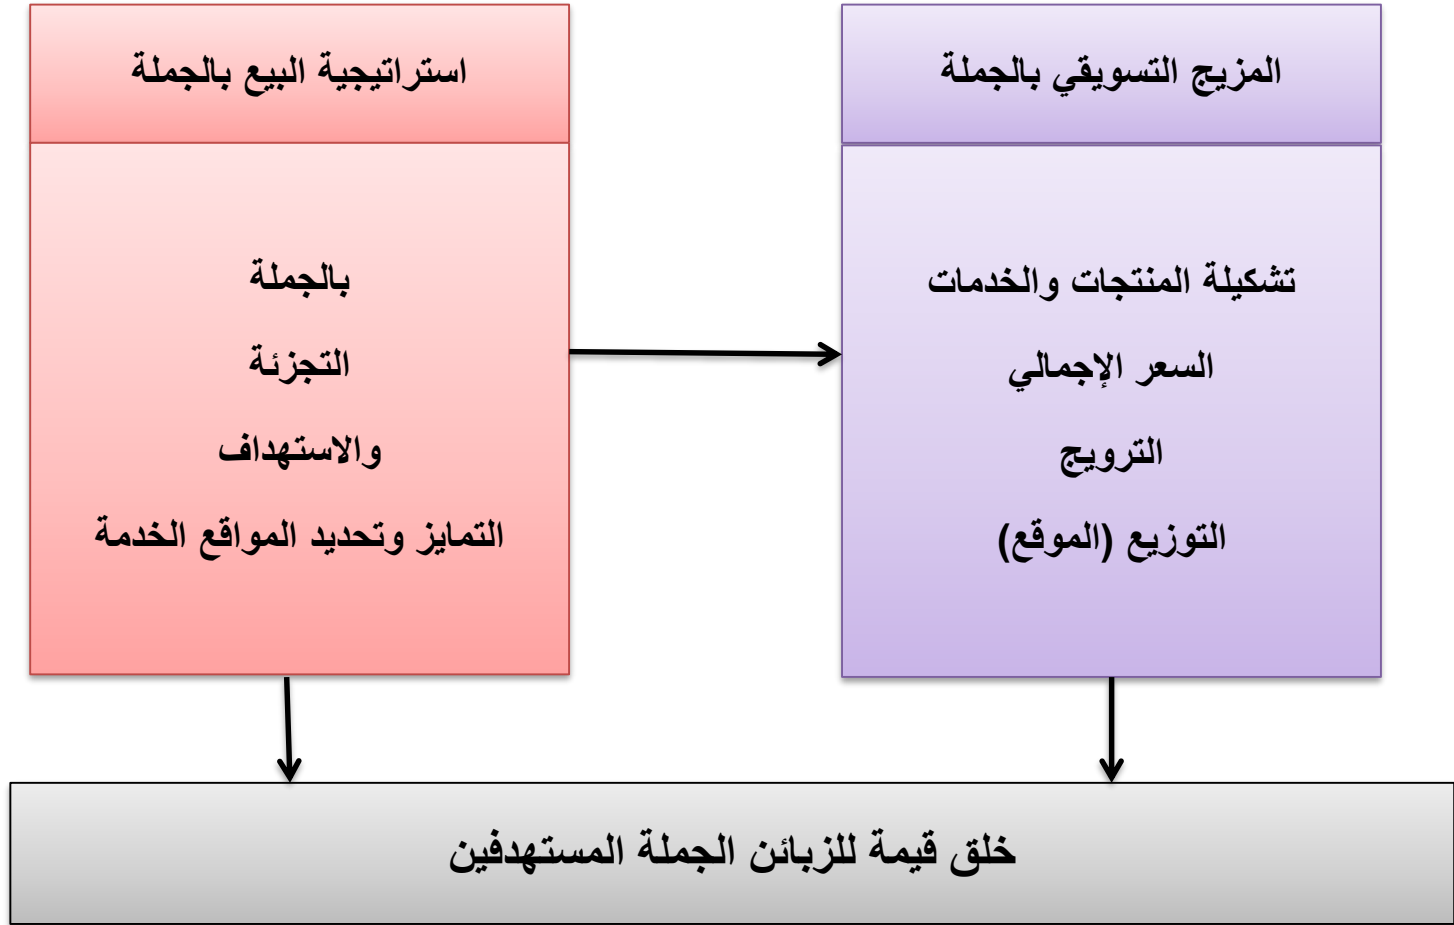 استراتيجية البيع بالجملة
بالجملة
التجزئة
والاستهداف
التمايز وتحديد المواقع الخدمة
المزيج التسويقي بالجملة
تشكيلة المنتجات والخدمات
السعر الإجمالي
الترويج
التوزيع (الموقع)
خلق قيمة للزبائن الجملة المستهدفين